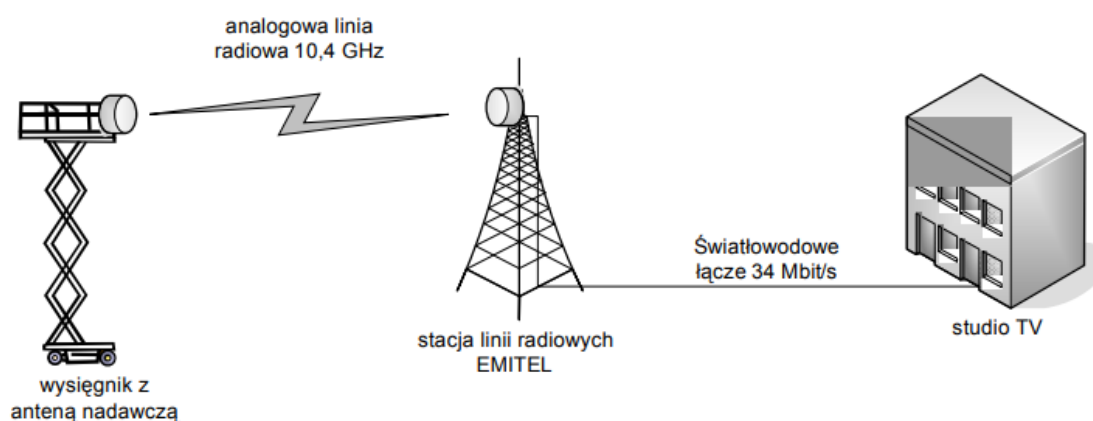 analogowa linia
radiowa 10,4 GHz
Światłowodowe
łącze 34 Mbit/s
studio TV
stacja linii radiowych
EMITEL
wysięgnik z
anteną nadawczą